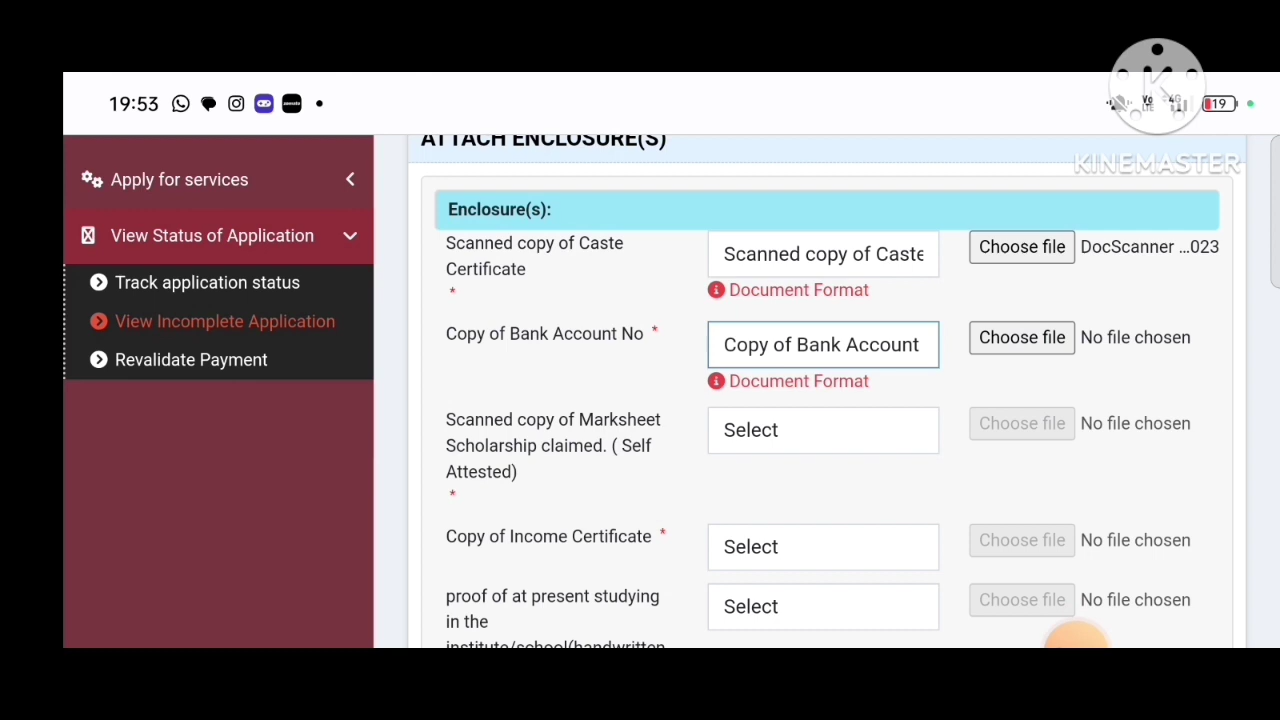 19:53
19
KINEMASTER
ATTACH ENCLOSURE(S)
Apply for services
View Status of Application
Track application status
View Incomplete Application
Revalidate Payment
Enclosure(s):
Scanned copy of Caste
Certificate
*
Scanned copy of Caste
Choose file DocScanner ...023
Document Format
Copy of Bank Account No *
Copy of Bank Account
Choose file No file chosen
Document Format
Scanned copy of Marksheet
Scholarship claimed. ( Self
Attested)
*
Select
Choose file No file chosen
Copy of Income Certificate *
Select
Choose file No file chosen
proof of at present studying
in the
institute/school(handwritten
Select
Choose file No file chosen